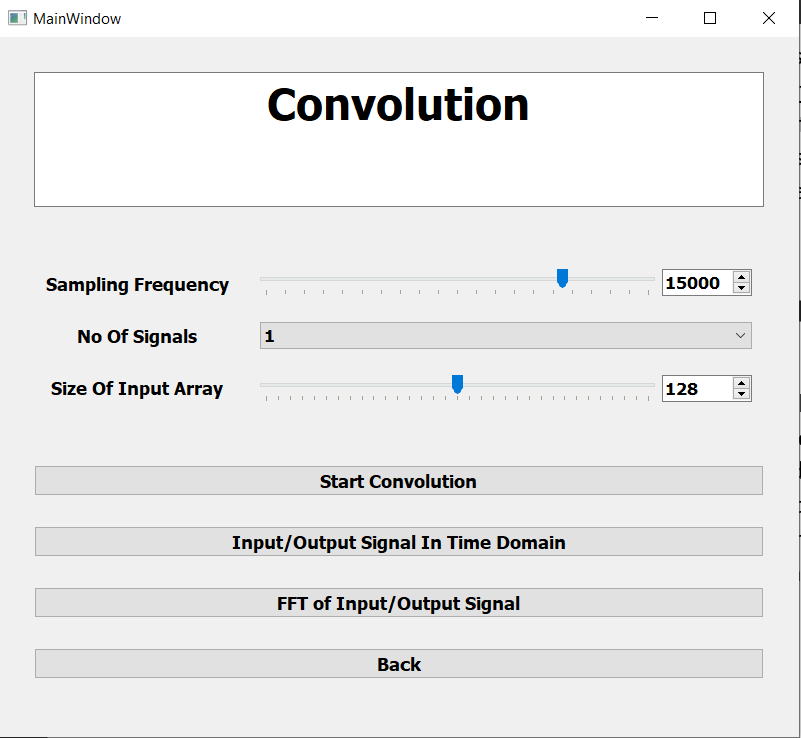 MainWindow
Convolution
Sampling Frequency 15000
No Of Signals 1
Size Of Input Array 128
Start Convolution
Input/Output Signal In Time Domain
FFT of Input/Output Signal
Back